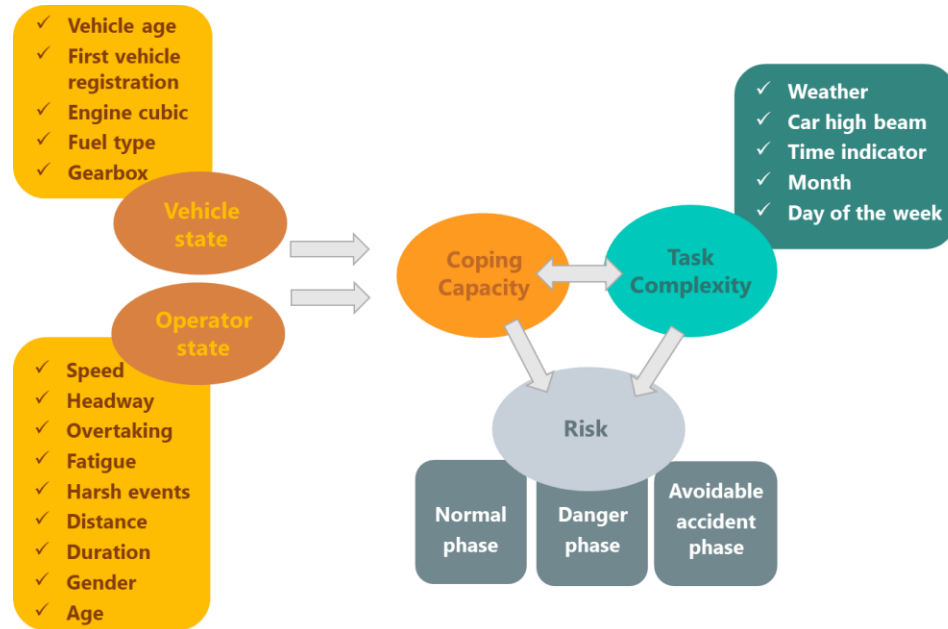 ✓ Vehicle age
✓ First vehicle
registration
✓ Engine cubic
✓ Fuel type
✓ Gearbox
Vehicle
state
Operator
state
✓ Speed
✓ Headway
✓ Overtaking
✓ Fatigue
✓ Harsh events
✓ Distance
✓ Duration
✓ Gender
✓ Age
Coping
Capacity
Task
Complexity
✓ Weather
✓ Car high beam
✓ Time indicator
✓ Month
✓ Day of the week
Risk
Normal
phase
Danger
phase
Avoidable
accident
phase